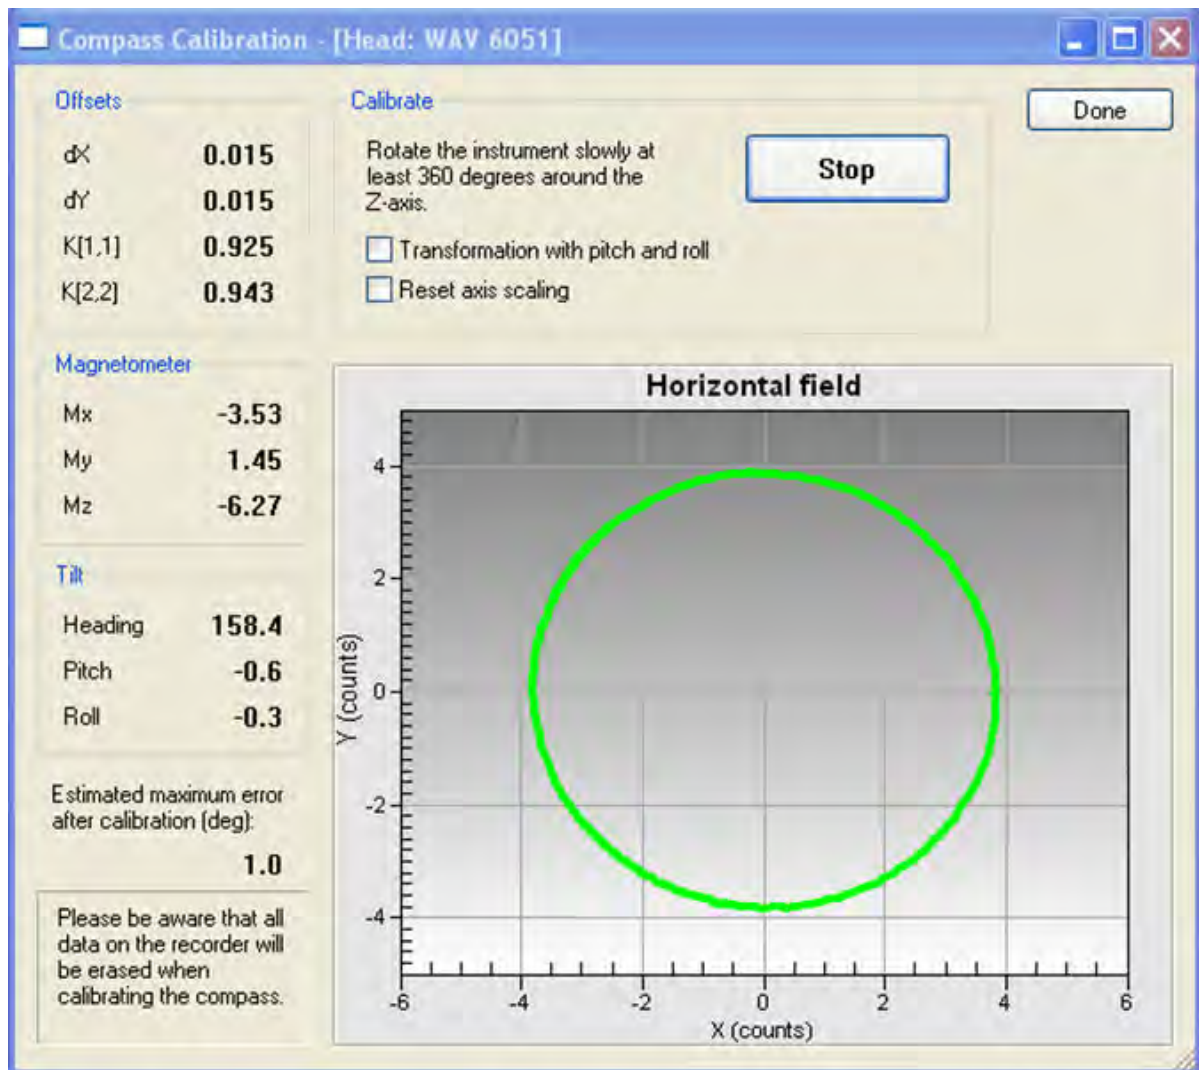 Compass Calibration - [Head: WAV 6051]
Offsets
dX 0.015
dY 0.015
K[1,1] 0.925
K[2,2] 0.943
Calibrate
Rotate the instrument slowly at
least 360 degrees around the
Z-axis.
Stop
Transformation with pitch and roll
Reset axis scaling
Done
Magnetometer
Mx -3.53
My 1.45
Mz -6.27
Tilt
Heading 158.4
Pitch -0.6
Roll -0.3
Estimated maximum error
after calibration (deg):
1.0
Please be aware that all
data on the recorder will
be erased when
calibrating the compass.
Horizontal field
Y (counts)
4
2
0
-2
-4
-6 -4 -2 0 2 4 6
X (counts)